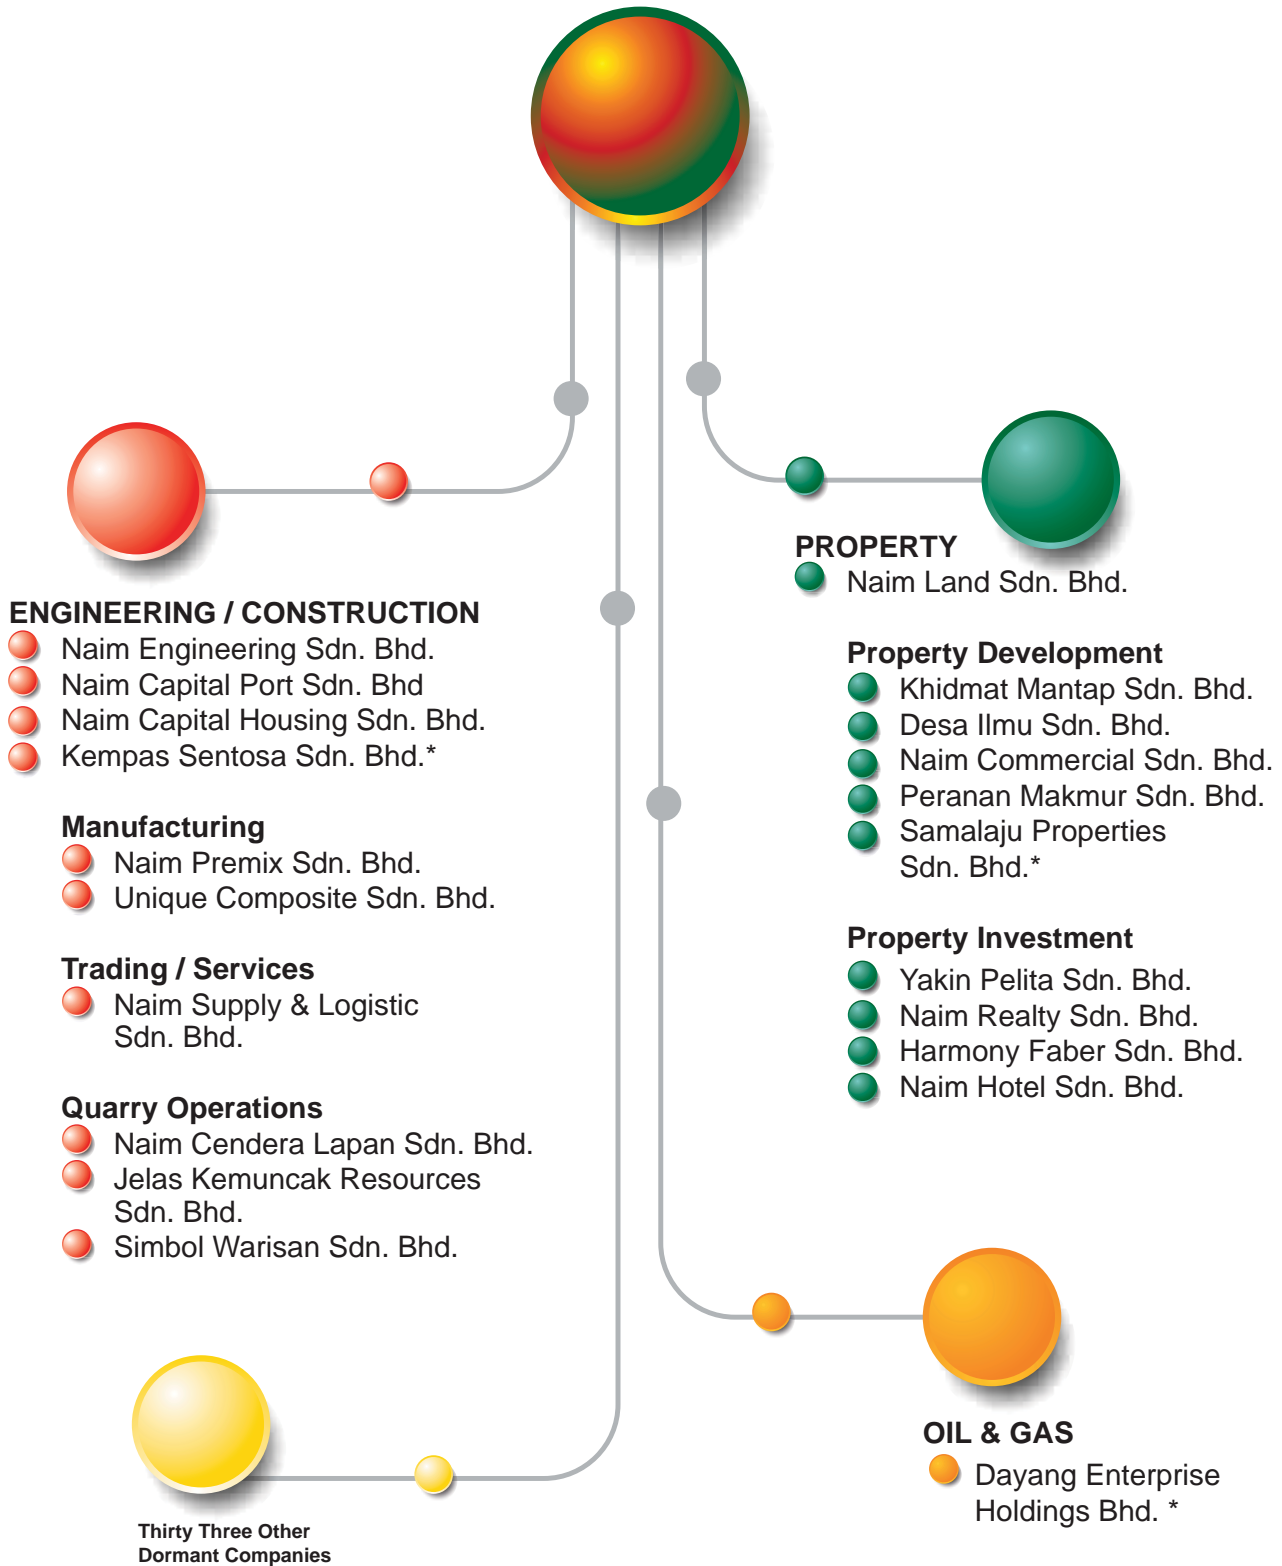 ENGINEERING / CONSTRUCTION
Naim Engineering Sdn. Bhd.
Naim Capital Port Sdn. Bhd
Naim Capital Housing Sdn. Bhd.
Kempas Sentosa Sdn. Bhd.*
Manufacturing
Naim Premix Sdn. Bhd.
Unique Composite Sdn. Bhd.
Trading / Services
Naim Supply & Logistic
Sdn. Bhd.
Quarry Operations
Naim Cendera Lapan Sdn. Bhd.
Jelas Kemuncak Resources
Sdn. Bhd.
Simbol Warisan Sdn. Bhd.
Thirty Three Other
Dormant Companies
PROPERTY
Naim Land Sdn. Bhd.
Property Development
Khidmat Mantap Sdn. Bhd.
Desa Ilmu Sdn. Bhd.
Naim Commercial Sdn. Bhd.
Peranan Makmur Sdn. Bhd.
Samalaju Properties
Sdn. Bhd.*
Property Investment
Yakin Pelita Sdn. Bhd.
Naim Realty Sdn. Bhd.
Harmony Faber Sdn. Bhd.
Naim Hotel Sdn. Bhd.
OIL & GAS
Dayang Enterprise
Holdings Bhd. *